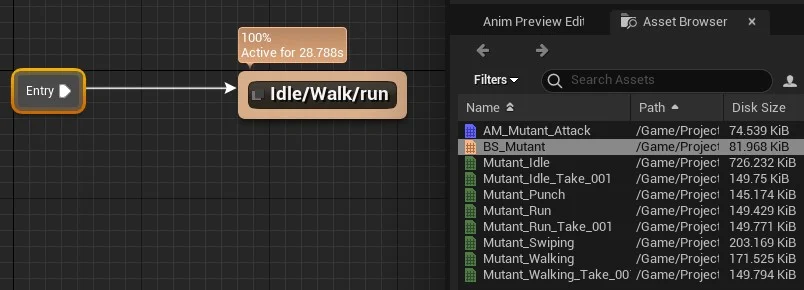 100%
Active for 28.788s
Entry
Idle/Walk/run
Anim Preview Edit
Asset Browser
Filters
Search Assets
Name Path Disk Size
AM_Mutant_Attack /Game/Project 74.539 KiB
BS_Mutant /Game/Project 81.968 KiB
Mutant_Idle /Game/Project 726.232 KiB
Mutant_Idle_Take_001 /Game/Project 149.75 KiB
Mutant_Punch /Game/Project 145.174 KiB
Mutant_Run /Game/Project 149.429 KiB
Mutant_Run_Take_001 /Game/Project 149.771 KiB
Mutant_Swiping /Game/Project 203.169 KiB
Mutant_Walking /Game/Project 171.525 KiB
Mutant_Walking_Take_00 /Game/Project 149.794 KiB